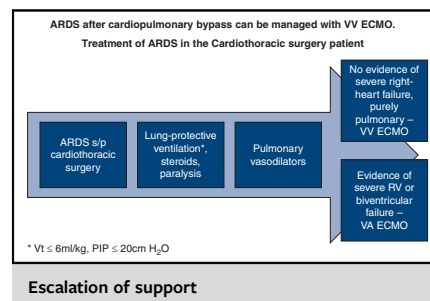 ARDS after cardiopulmonary bypass can be managed with VV ECMO.
Treatment of ARDS in the Cardiothoracic surgery patient
ARDS s/p
cardiothoracic
surgery
Lung-protective
ventilation*,
steroids,
paralysis
Pulmonary
vasodilators
No evidence of
severe right-
heart failure,
purely
pulmonary –
VV ECMO
Evidence of
severe RV or
biventricular
failure –
VA ECMO
* Vt ≤ 6ml/kg, PIP ≤ 20cm H₂O
Escalation of support